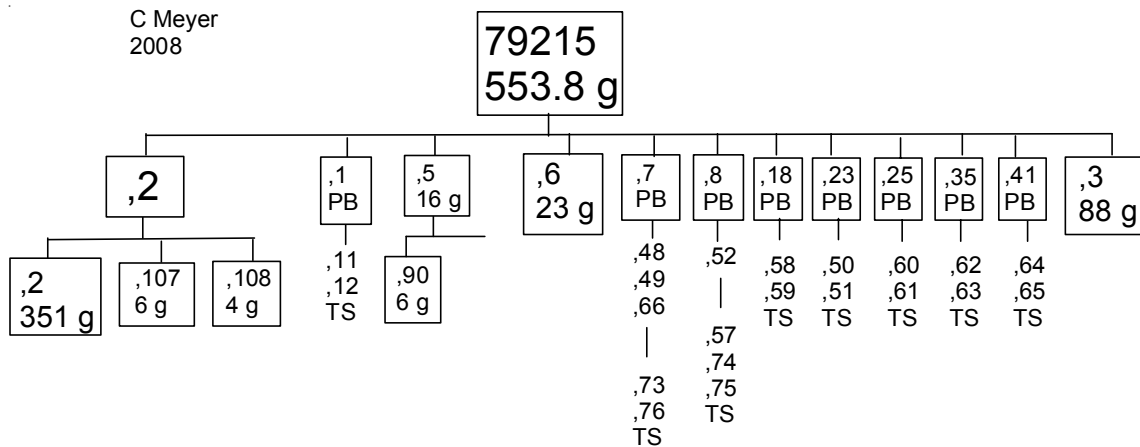 C Meyer
2008
79215
553.8 g
,2
,1
PB
,5
16 g
,6
23 g
,7
PB
,8
PB
,18
PB
,23
PB
,25
PB
,35
PB
,41
PB
,3
88 g
,2
351 g
,107
6 g
,108
4 g
,11
,12
TS
,90
6 g
,48
,49
,66
,73
,76
TS
,52
,57
,74
,75
TS
,58
,59
TS
,50
,51
TS
,60
,61
TS
,62
,63
TS
,64
,65
TS